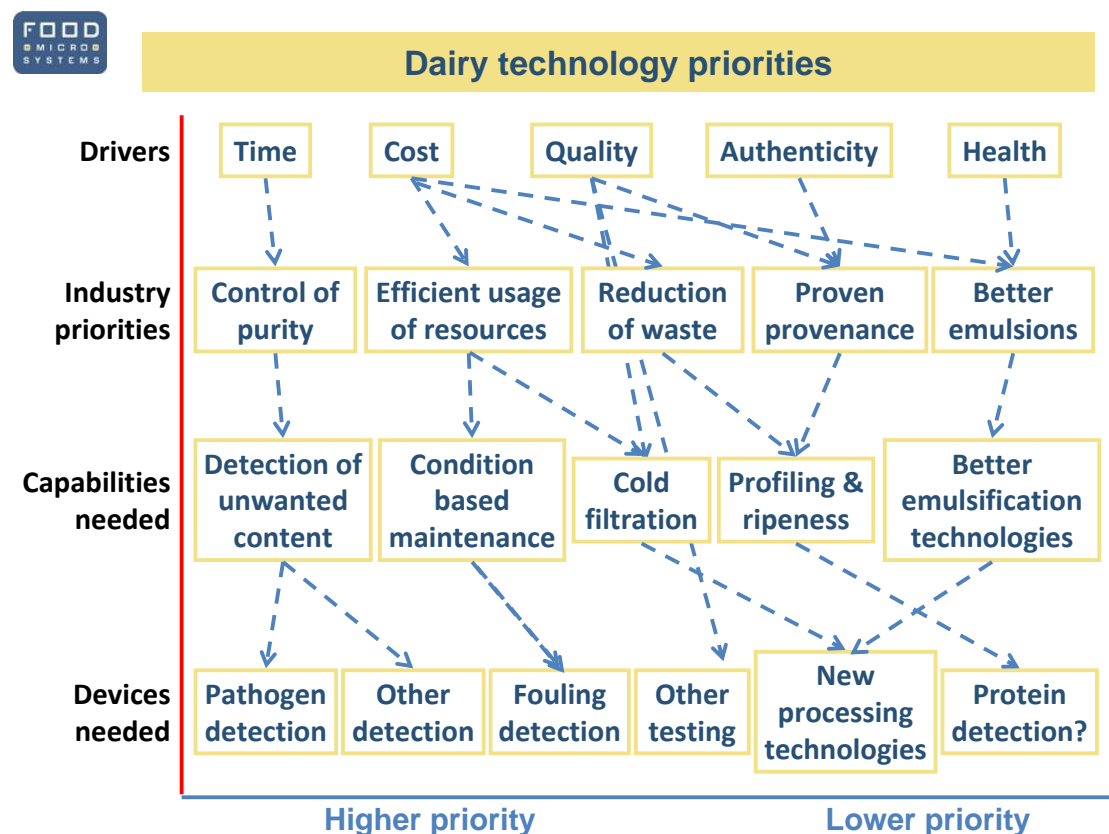 FOOD
MICRO
SYSTEMS
Dairy technology priorities
Drivers
Time
Cost
Quality
Authenticity
Health
Industry
priorities
Control of
purity
Efficient usage
of resources
Reduction
of waste
Proven
provenance
Better
emulsions
Capabilities
needed
Detection of
unwanted
content
Condition
based
maintenance
Cold
filtration
Profiling &
ripeness
Better
emulsification
technologies
Devices
needed
Pathogen
detection
Other
detection
Fouling
detection
Other
testing
New
processing
technologies
Protein
detection?
Higher priority
Lower priority